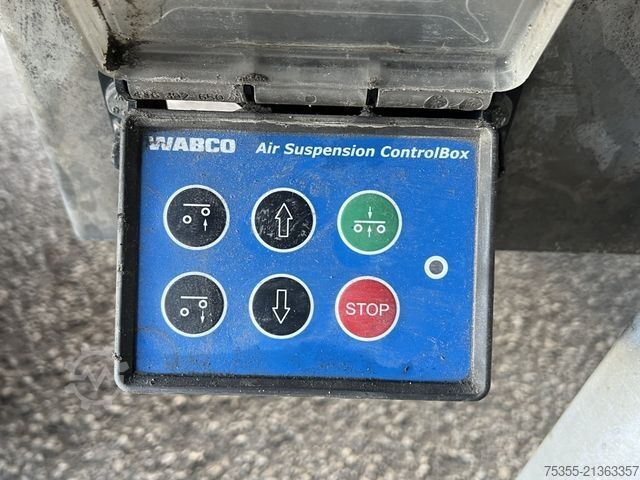 WABCO Air Suspension ControlBox
STOP
75355-21363357